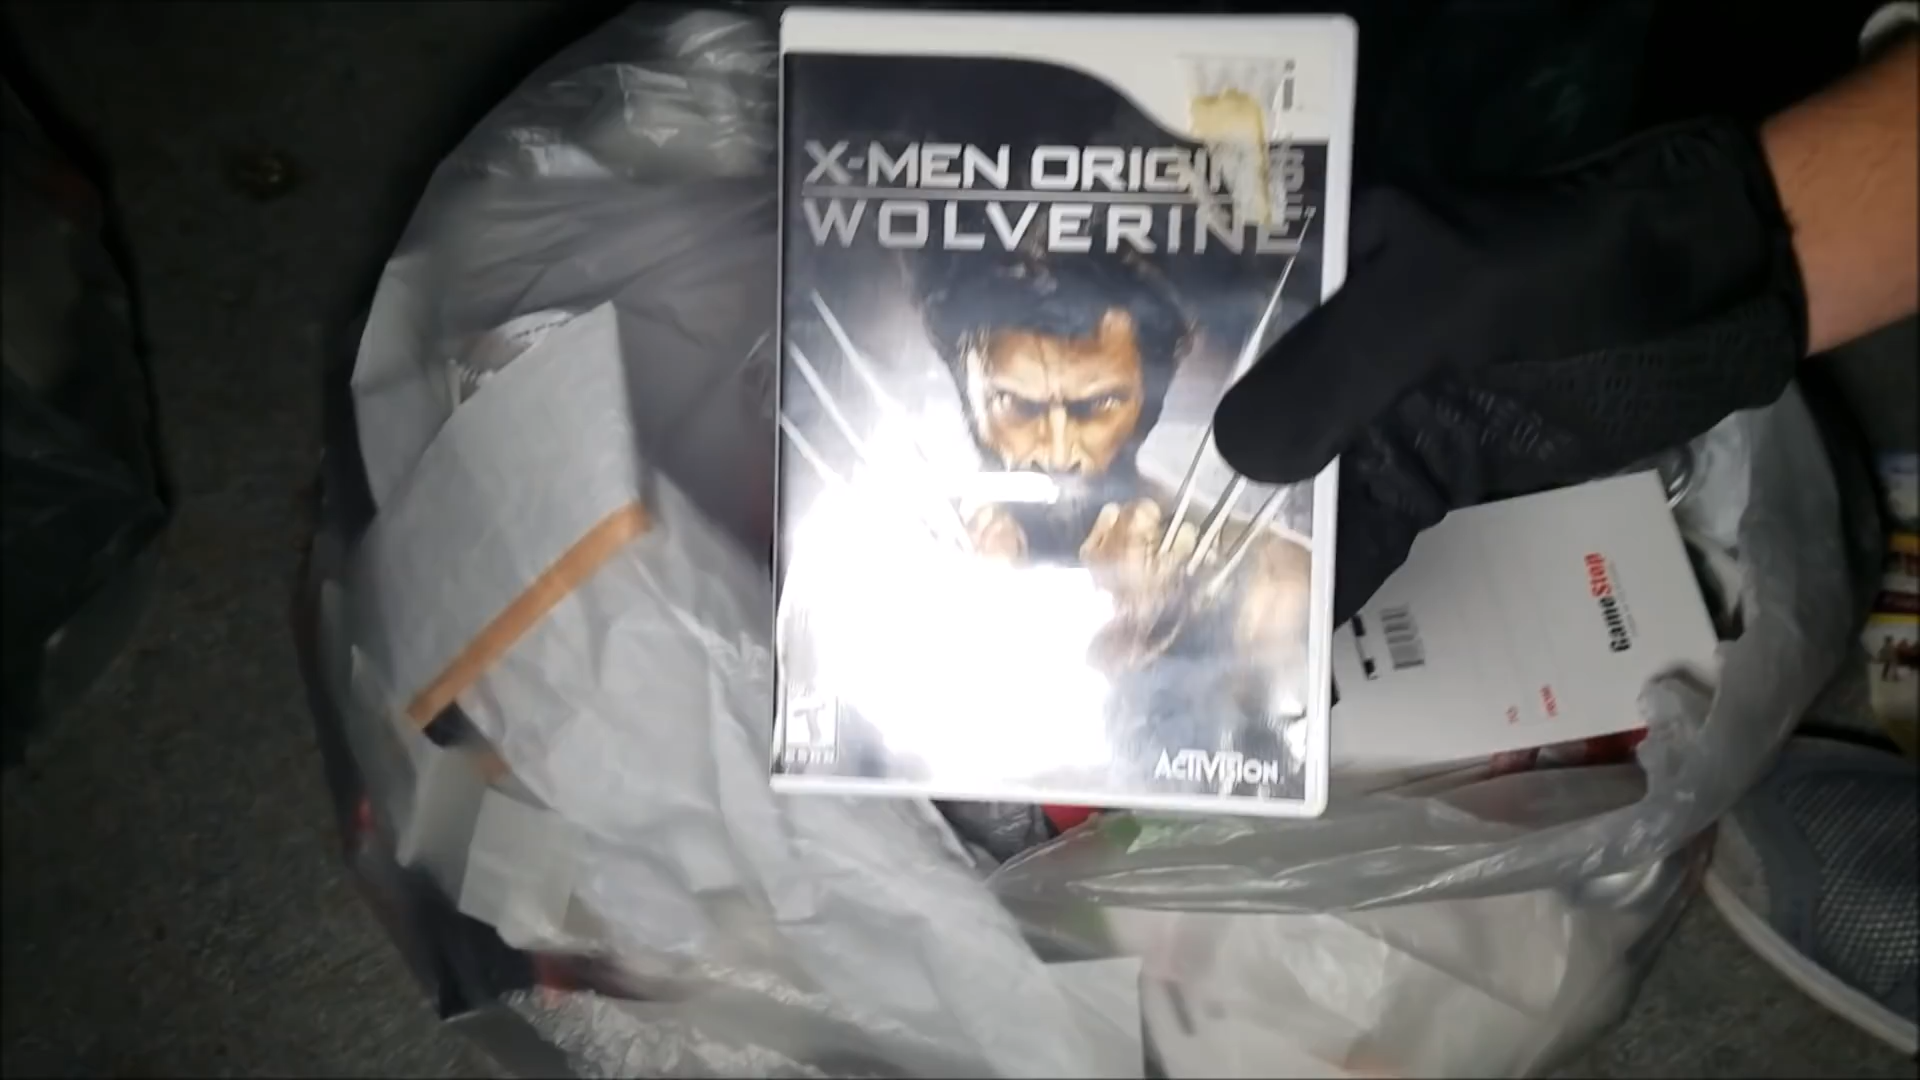 Wii
X-MEN ORIGINS
WOLVERINE
T
ACTIVISION
GameStop